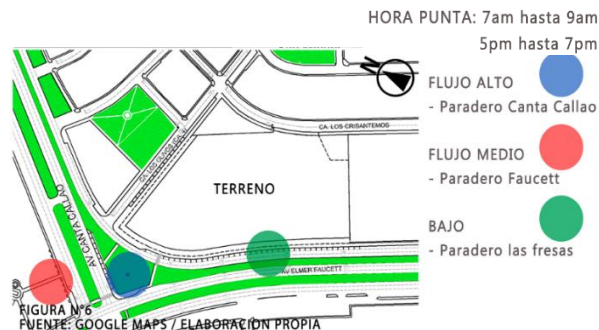 HORA PUNTA: 7am hasta 9am
5pm hasta 7pm
N
FLUJO ALTO
- Paradero Canta Callao
FLUJO MEDIO
- Paradero Faucett
BAJO
- Paradero las fresas
CA. LOS CRISANTEMOS
TERRENO
AV CANTA CALLAO
AV ELMER FAUCETT
FIGURA N°6
FUENTE: GOOGLE MAPS / ELABORACIÓN PROPIA